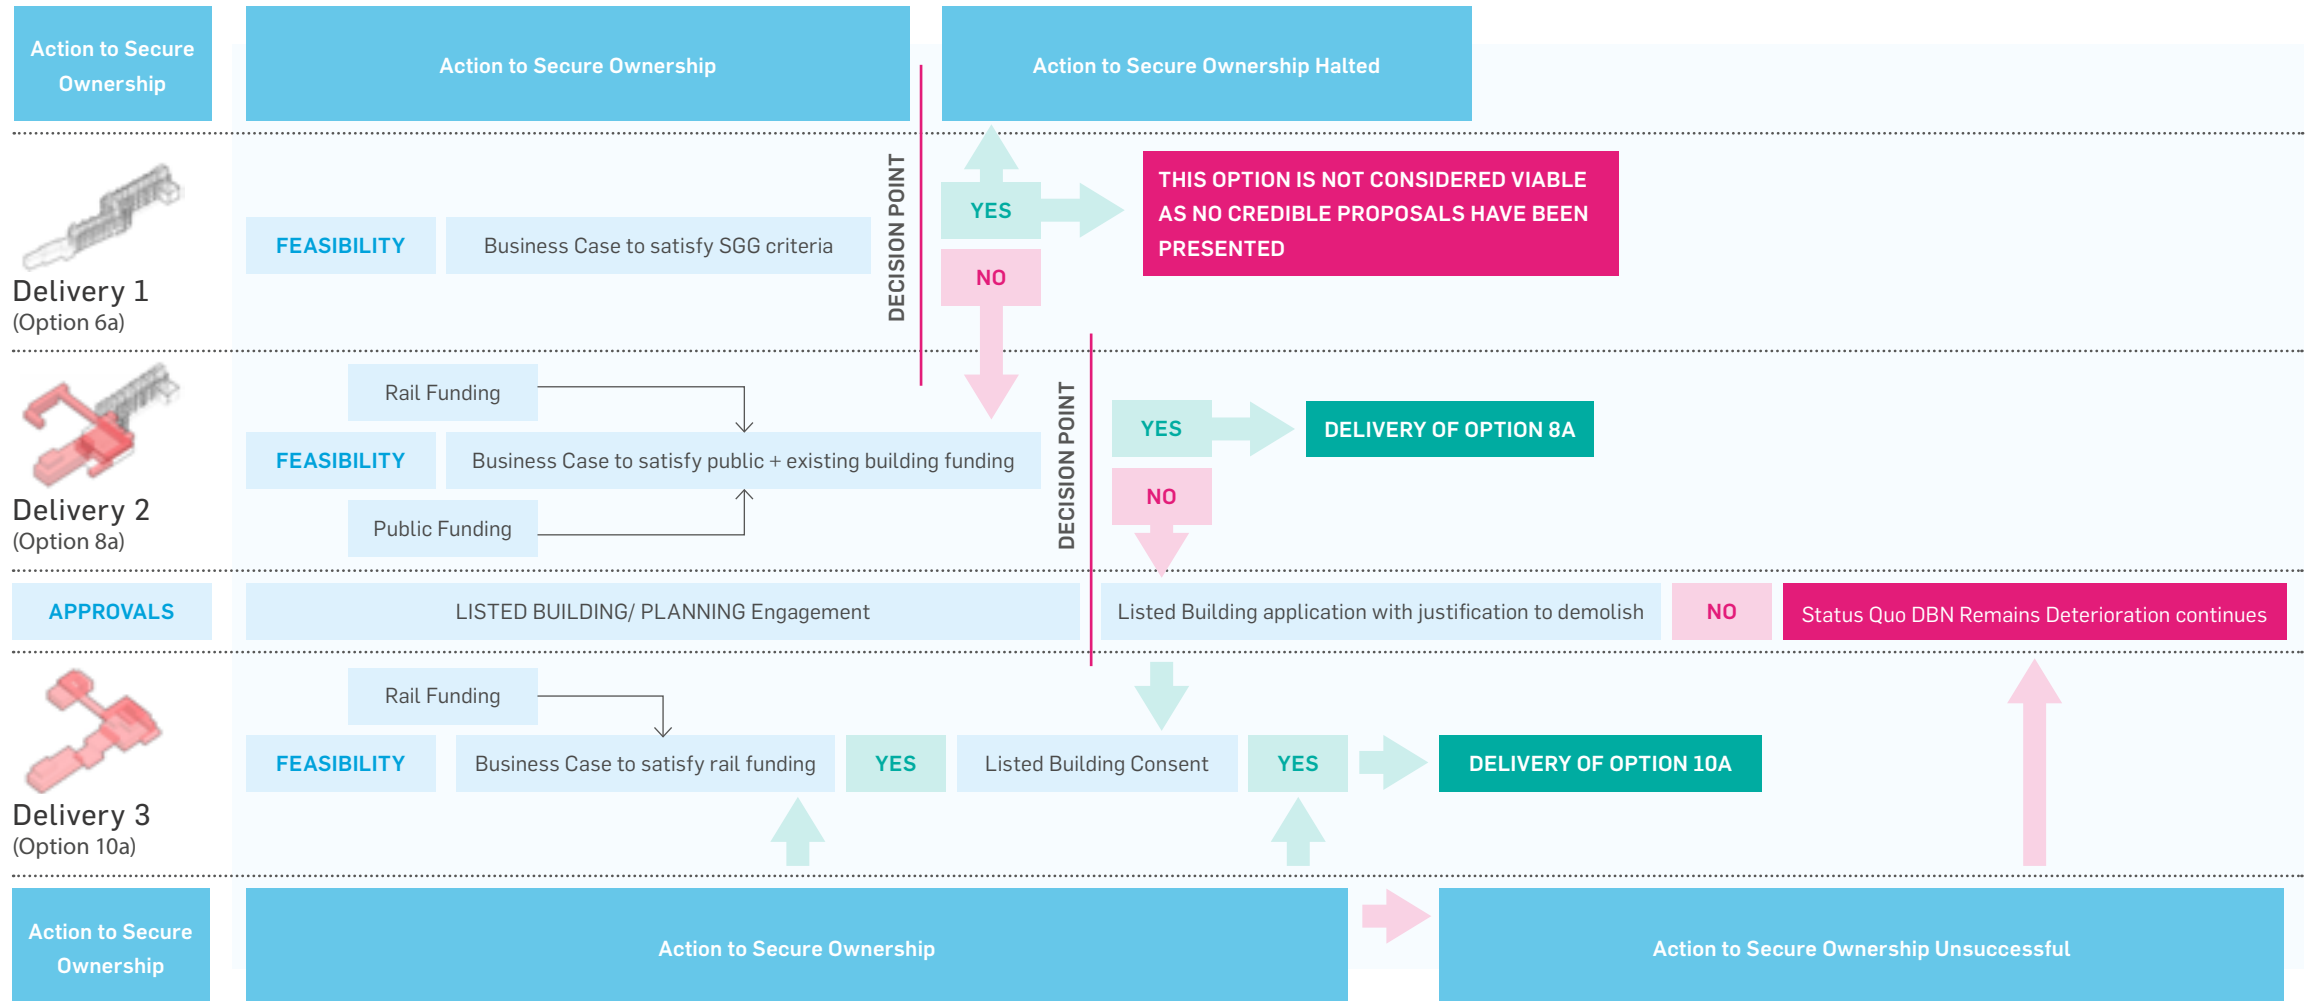 Action to Secure
Ownership
Action to Secure Ownership
Action to Secure Ownership Halted
Delivery 1
(Option 6a)
FEASIBILITY
Business Case to satisfy SGG criteria
DECISION POINT
YES
NO
THIS OPTION IS NOT CONSIDERED VIABLE
AS NO CREDIBLE PROPOSALS HAVE BEEN
PRESENTED
Delivery 2
(Option 8a)
Rail Funding
FEASIBILITY
Business Case to satisfy public + existing building funding
Public Funding
DECISION POINT
YES
DELIVERY OF OPTION 8A
NO
APPROVALS
LISTED BUILDING/ PLANNING Engagement
Listed Building application with justification to demolish
NO
Status Quo DBN Remains Deterioration continues
Delivery 3
(Option 10a)
Rail Funding
FEASIBILITY
Business Case to satisfy rail funding
YES
Listed Building Consent
YES
DELIVERY OF OPTION 10A
Action to Secure
Ownership
Action to Secure Ownership
Action to Secure Ownership Unsuccessful